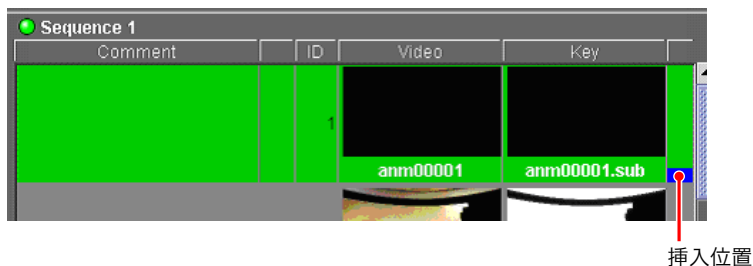 Sequence 1
Comment ID Video Key
1
anm00001 anm00001.sub
挿入位置